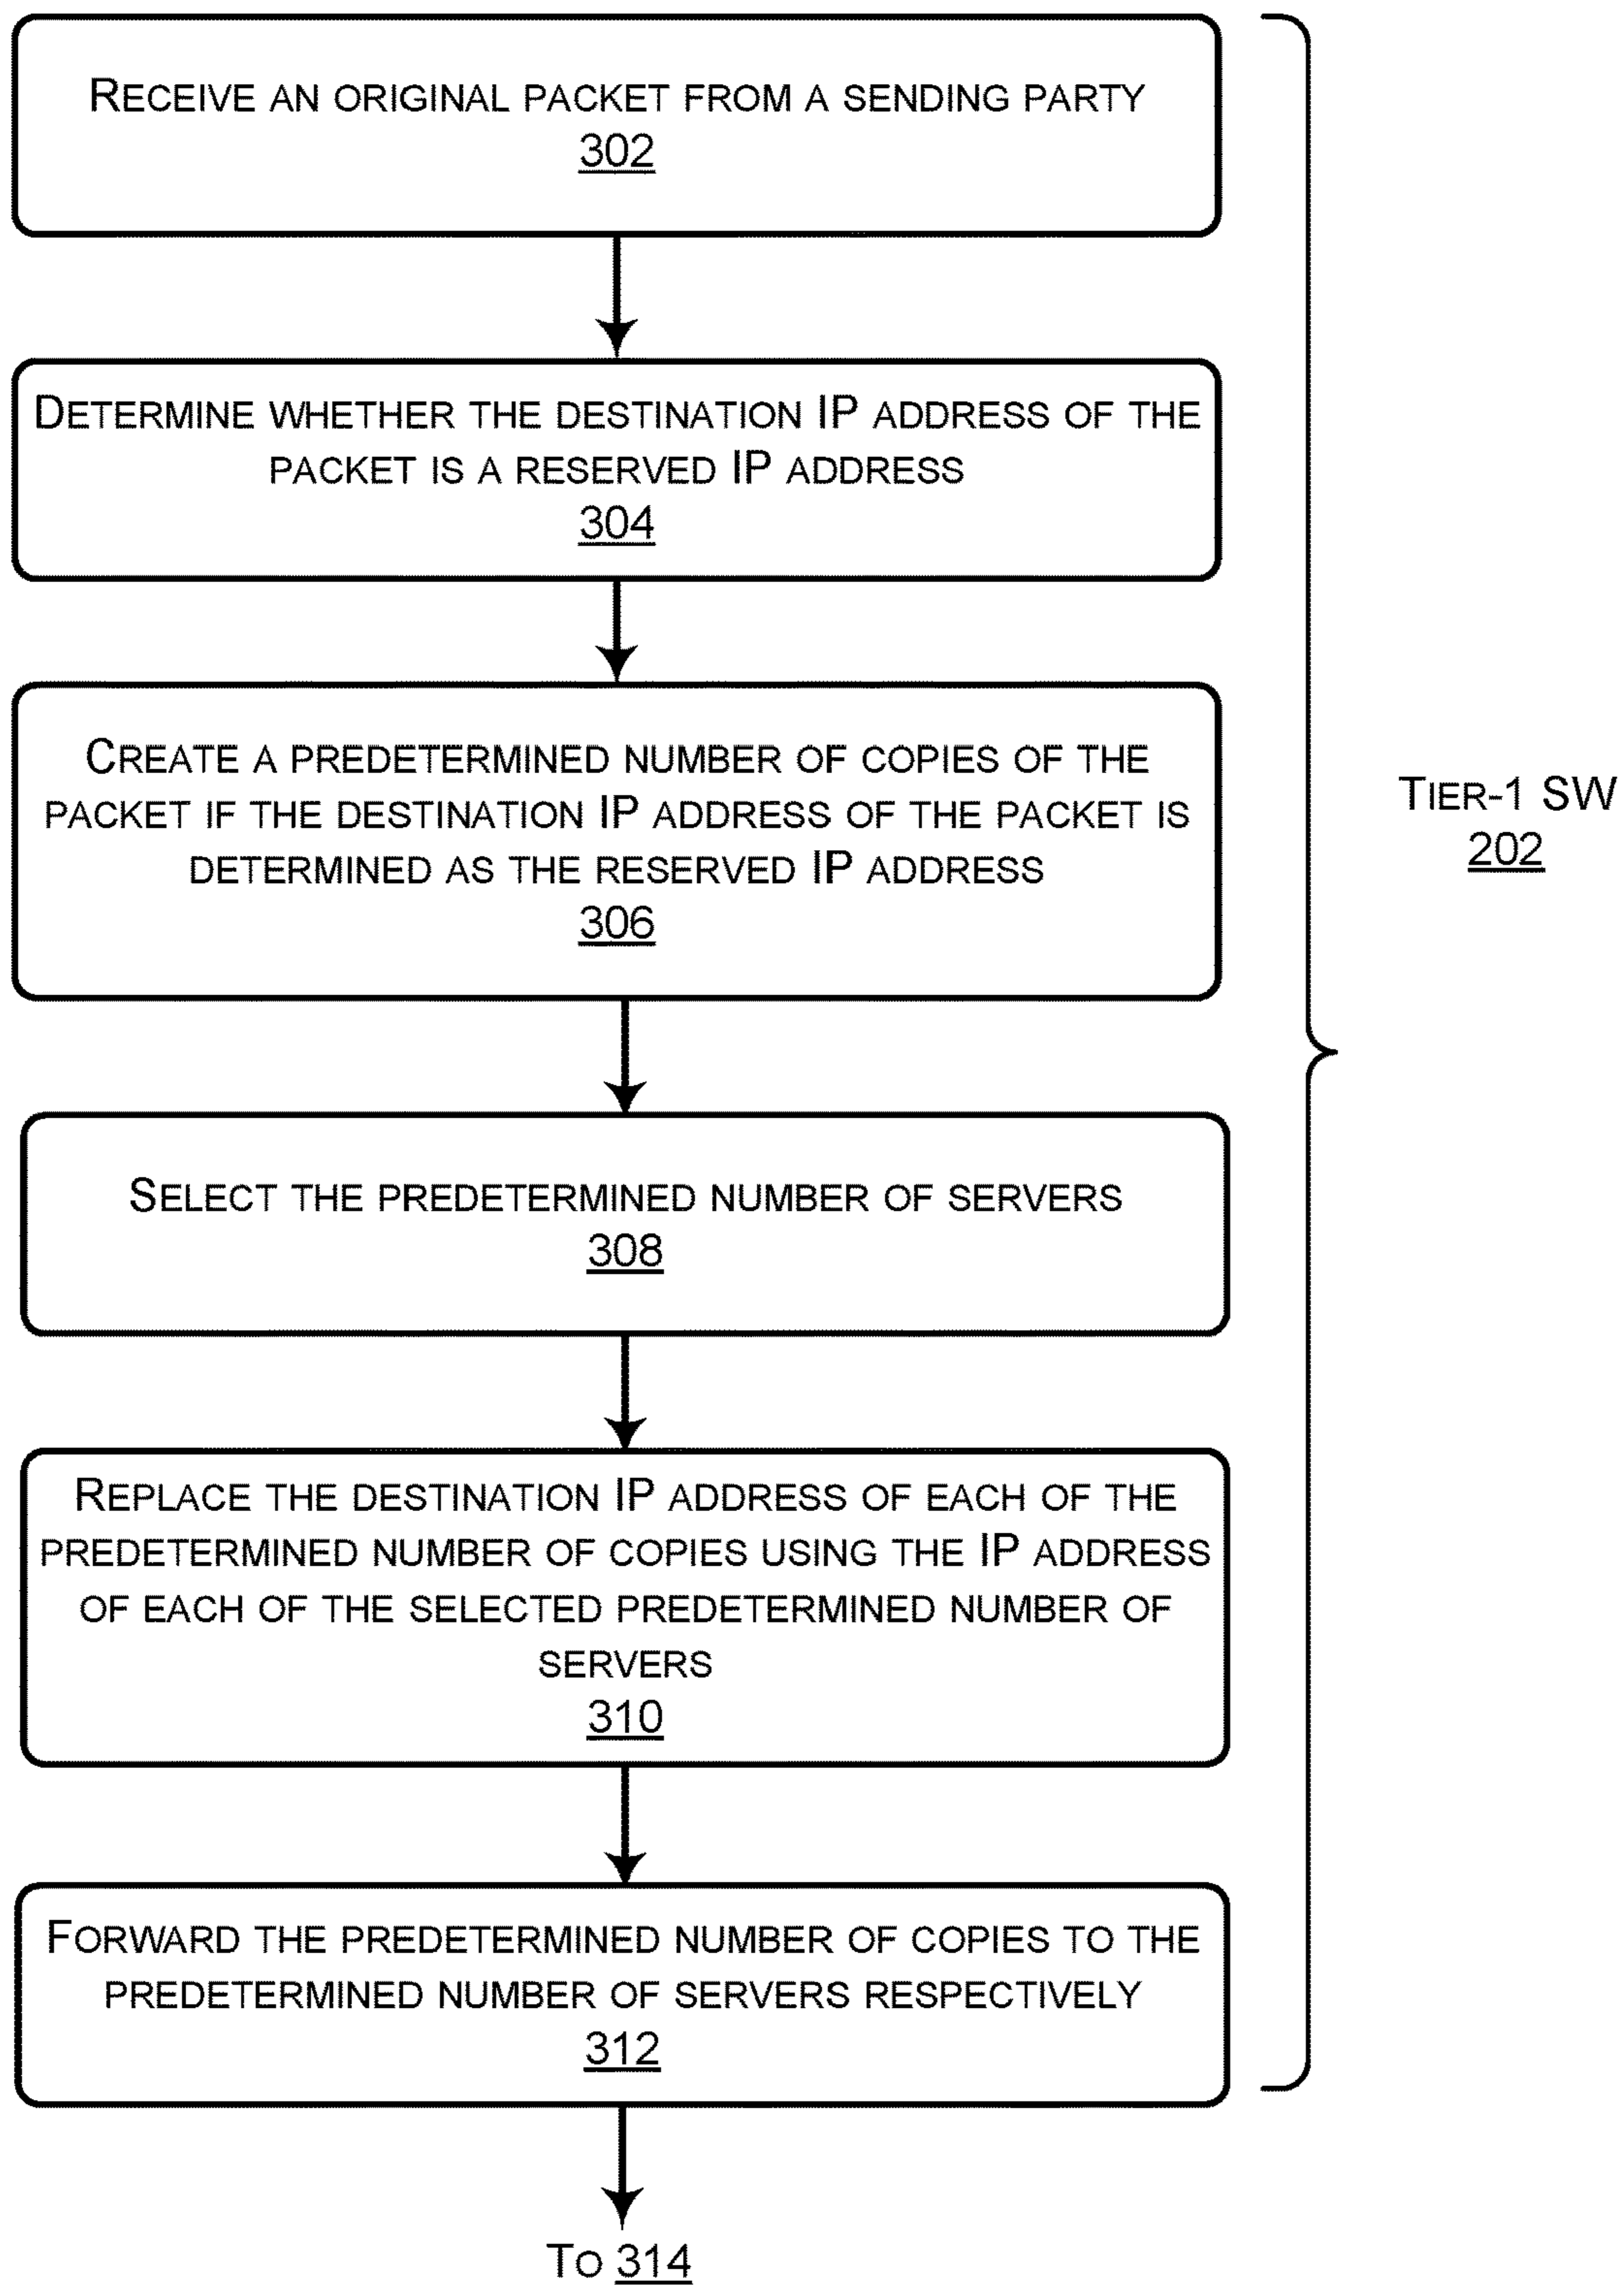 RECEIVE AN ORIGINAL PACKET FROM A SENDING PARTY
302
DETERMINE WHETHER THE DESTINATION IP ADDRESS OF THE
PACKET IS A RESERVED IP ADDRESS
304
CREATE A PREDETERMINED NUMBER OF COPIES OF THE
PACKET IF THE DESTINATION IP ADDRESS OF THE PACKET IS
DETERMINED AS THE RESERVED IP ADDRESS
306
TIER-1 SW
202
SELECT THE PREDETERMINED NUMBER OF SERVERS
308
REPLACE THE DESTINATION IP ADDRESS OF EACH OF THE
PREDETERMINED NUMBER OF COPIES USING THE IP ADDRESS
OF EACH OF THE SELECTED PREDETERMINED NUMBER OF
SERVERS
310
FORWARD THE PREDETERMINED NUMBER OF COPIES TO THE
PREDETERMINED NUMBER OF SERVERS RESPECTIVELY
312
TO 314